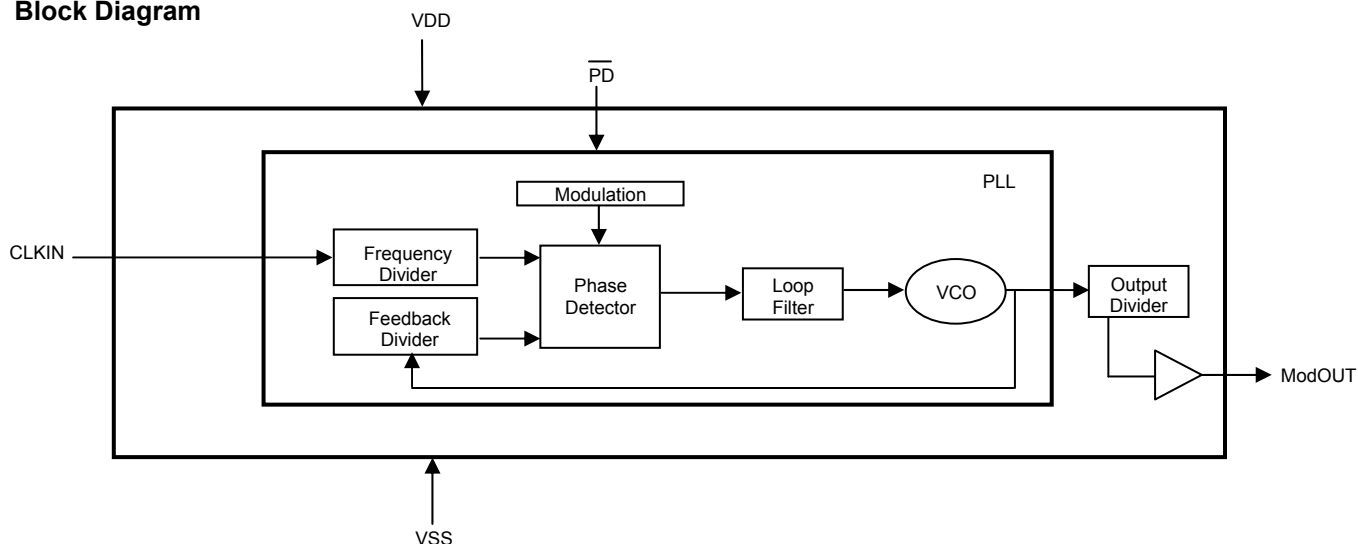 Block Diagram
VDD
PD
PLL
Modulation
CLKIN
Frequency
Divider
Phase
Detector
Loop
Filter
VCO
Output
Divider
Feedback
Divider
ModOUT
VSS